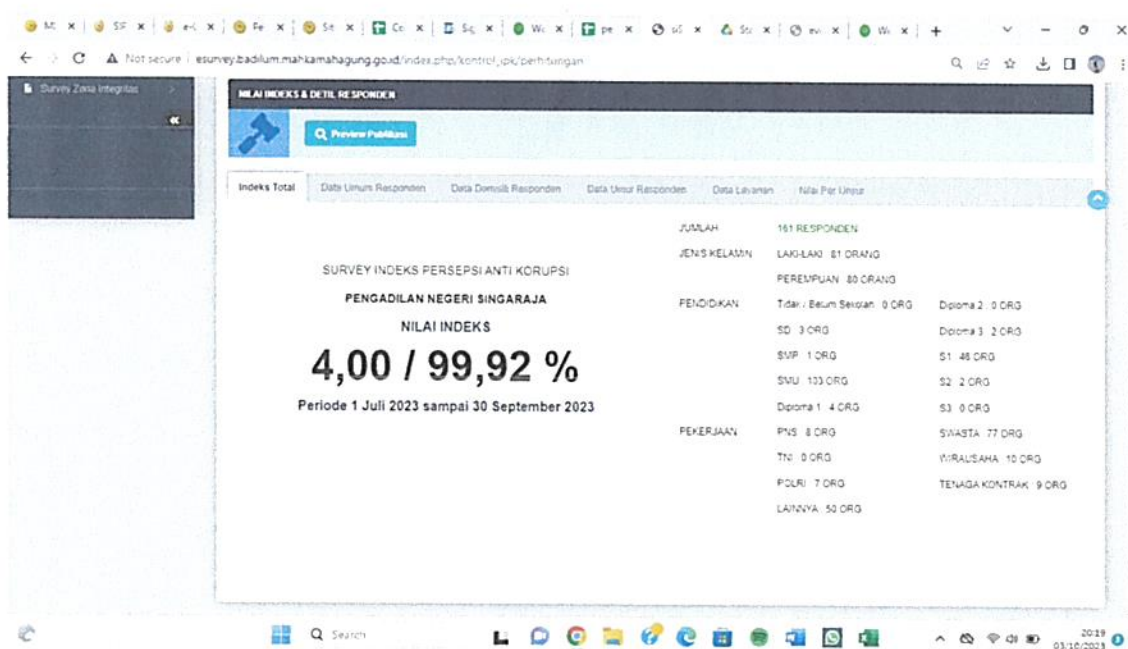 Not secure esurvey.badilum.mahkamahagung.go.id/index.php/kontrol_ipk/perhitungan
Survey Zona Integritas
NILAI INDEKS & DETIL RESPONDEN
Preview Publikasi
Indeks Total Data Umum Responden Data Domisili Responden Data Umur Responden Data Layanan Nilai Per Unsur
SURVEY INDEKS PERSEPSI ANTI KORUPSI
PENGADILAN NEGERI SINGARAJA
NILAI INDEKS
4,00 / 99,92 %
Periode 1 Juli 2023 sampai 30 September 2023
JUMLAH 161 RESPONDEN
JENIS KELAMIN LAKI-LAKI 81 ORANG
PEREMPUAN 80 ORANG
PENDIDIKAN Tidak / Belum Sekolah 0 ORG Diploma 2 : 0 ORG
SD 3 ORG Diploma 3 2 ORG
SMP 1 ORG S1
SMU ORG S2 2 ORG
Diploma 1 4 ORG S3 0 ORG
PEKERJAAN PNS 8 ORG SWASTA 77 ORG
TNI 0 ORG WIRAUSAHA 10 ORG
POLRI 7 ORG TENAGA KONTRAK : 9 ORG
LAINNYA 50 ORG
Search
20:19
03/10/2023